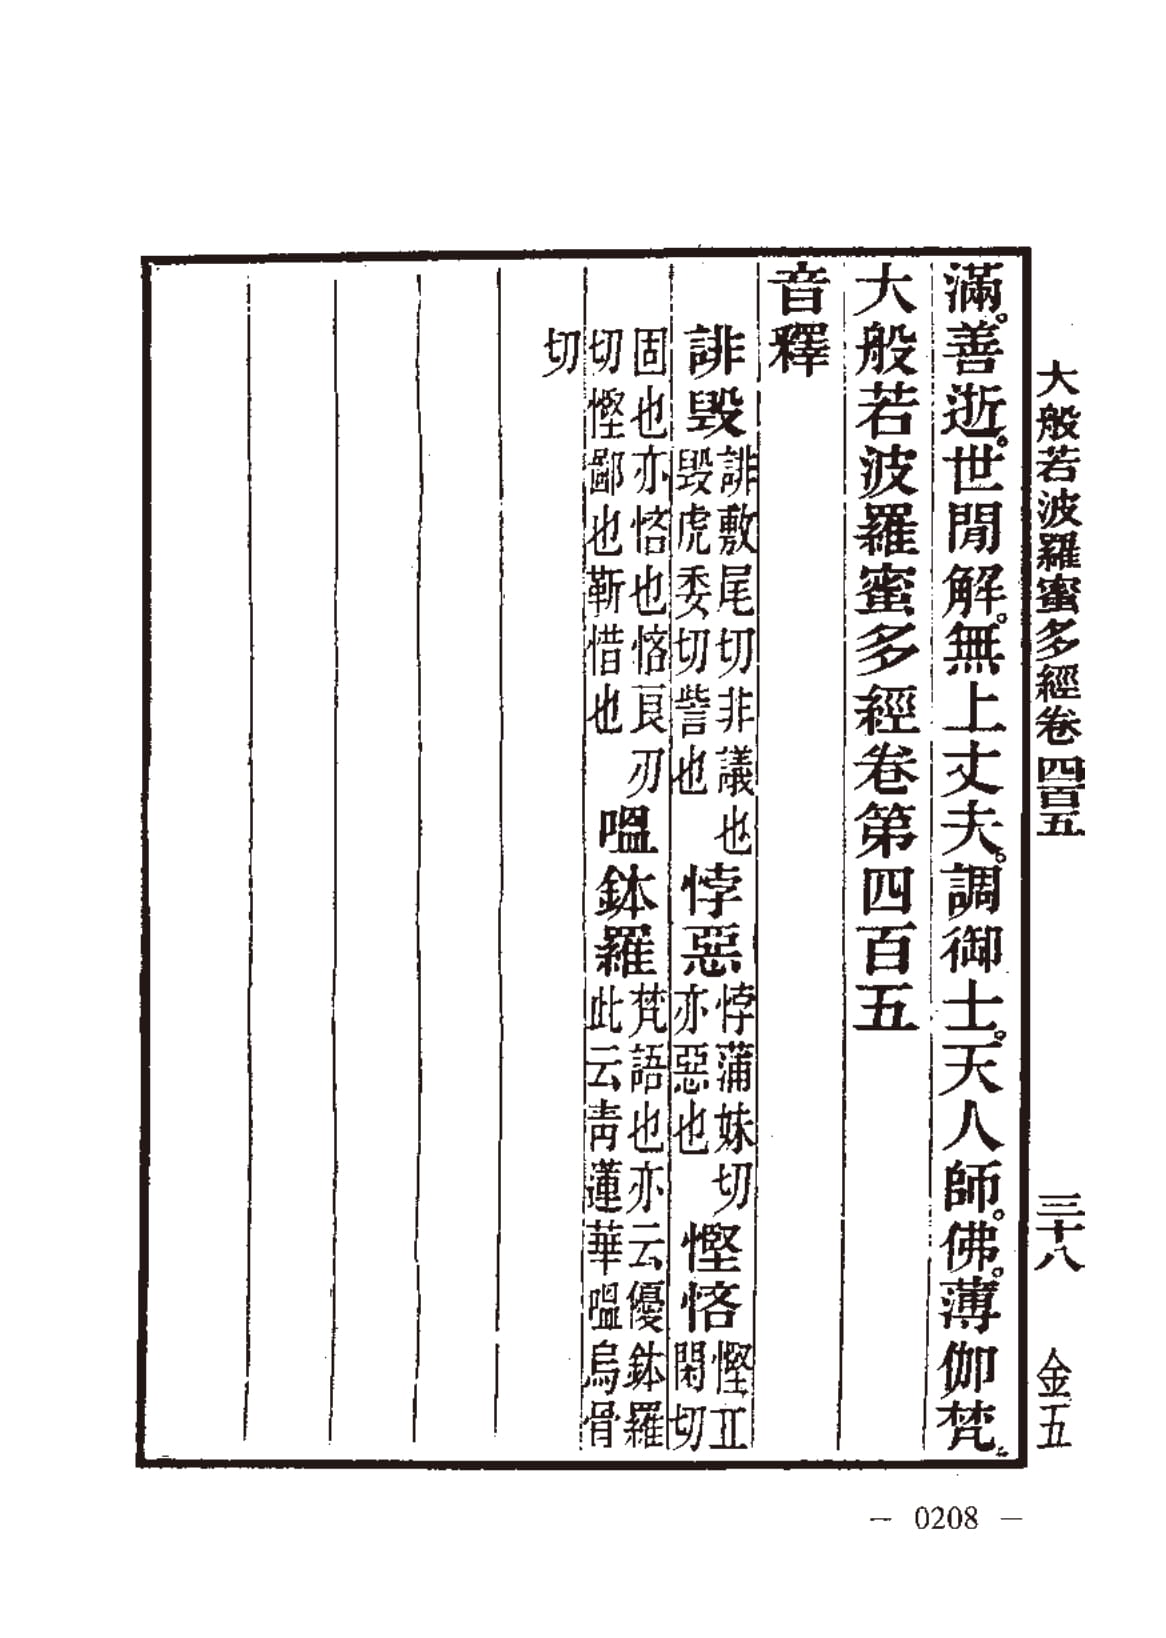 大般若波羅蜜多經卷四百五 三十八 金五
滿。善逝。世閒解。無上丈夫。調御士。天人師。佛。薄伽梵。
大般若波羅蜜多經卷第四百五
音釋
誹毀誹敷尾切非議也毀虎委切訾也悖惡悖蒲妹切亦惡也慳悋慳丘閑切
固也亦悋也悋良刃切慳鄙也靳惜也嗢鉢羅梵語也亦云優鉢羅此云青蓮華嗢烏骨
切
— 0208 —